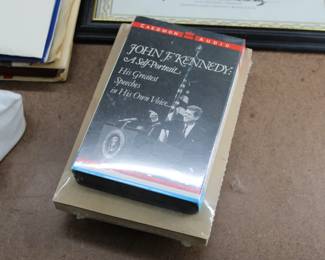 CAEDMON AUDIO
JOHN F. KENNEDY:
A Self-Portrait
His Greatest
Speeches
in His Own Voice